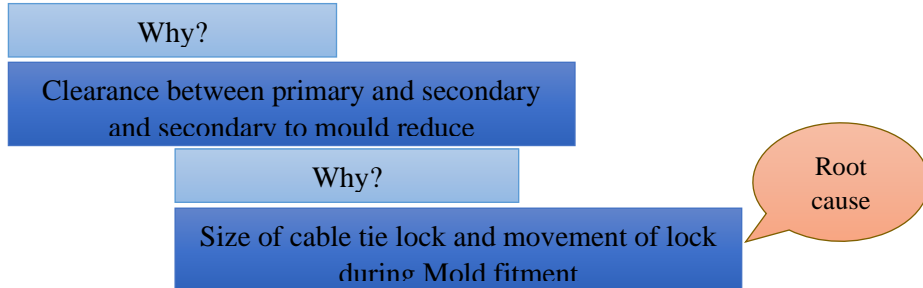 Why?
Clearance between primary and secondary
and secondary to mould reduce
Why?
Root
cause
Size of cable tie lock and movement of lock
during Mold fitment